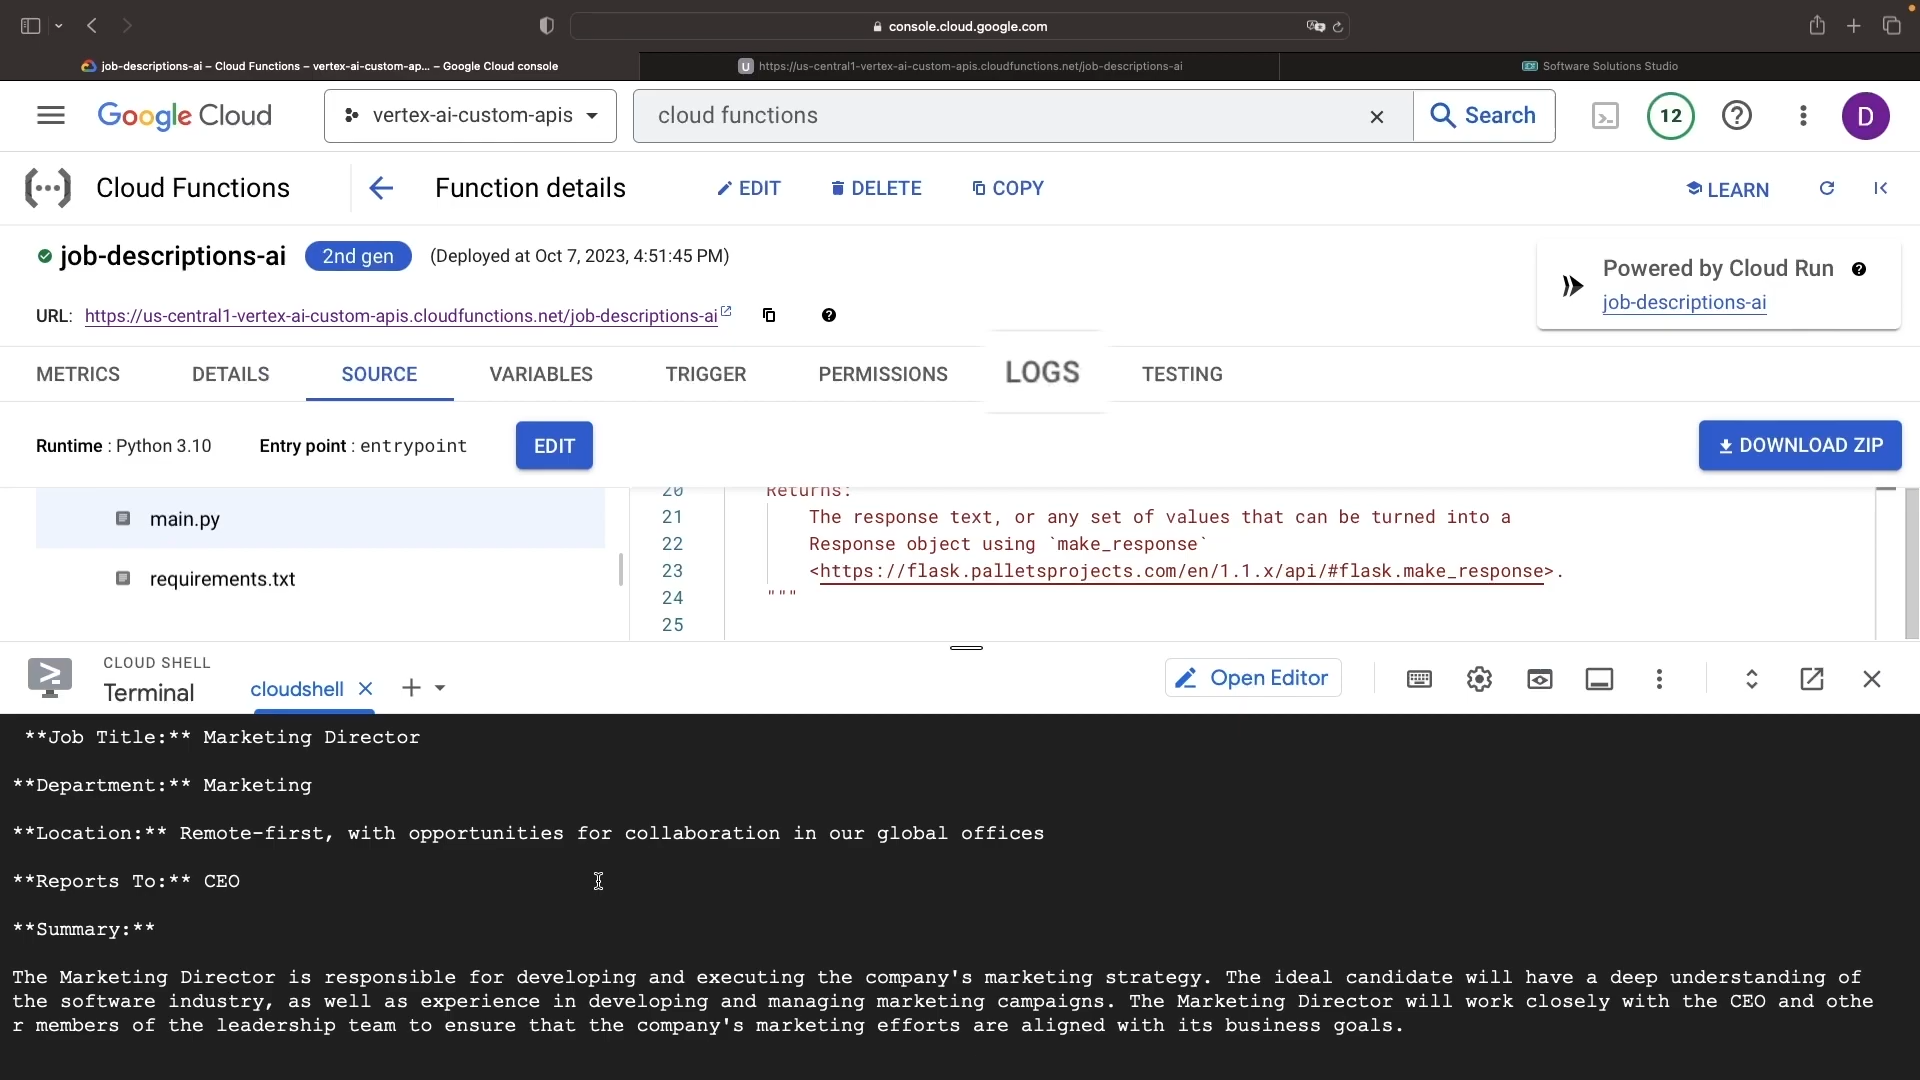 console.cloud.google.com
job-descriptions-ai – Cloud Functions – vertex-ai-custom-ap... – Google Cloud console
U https://us-central1-vertex-ai-custom-apis.cloudfunctions.net/job-descriptions-ai
Software Solutions Studio
Google Cloud
vertex-ai-custom-apis
cloud functions
Search
12
D
Cloud Functions
Function details
EDIT
DELETE
COPY
LEARN
job-descriptions-ai
2nd gen
(Deployed at Oct 7, 2023, 4:51:45 PM)
Powered by Cloud Run
job-descriptions-ai
URL: https://us-central1-vertex-ai-custom-apis.cloudfunctions.net/job-descriptions-ai
METRICS
DETAILS
SOURCE
VARIABLES
TRIGGER
PERMISSIONS
LOGS
TESTING
Runtime : Python 3.10
Entry point : entrypoint
EDIT
DOWNLOAD ZIP
main.py
requirements.txt
20 Returns:
21 The response text, or any set of values that can be turned into a
22 Response object using `make_response`
23 <https://flask.palletsprojects.com/en/1.1.x/api/#flask.make_response>.
24 """
25
CLOUD SHELL
Terminal
cloudshell
Open Editor
**Job Title:** Marketing Director
**Department:** Marketing
**Location:** Remote-first, with opportunities for collaboration in our global offices
**Reports To:** CEO
**Summary:**
The Marketing Director is responsible for developing and executing the company's marketing strategy. The ideal candidate will have a deep understanding of
the software industry, as well as experience in developing and managing marketing campaigns. The Marketing Director will work closely with the CEO and othe
r members of the leadership team to ensure that the company's marketing efforts are aligned with its business goals.